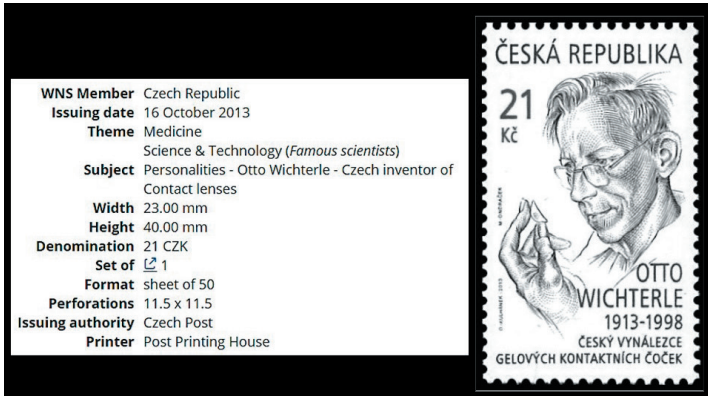 WNS Member Czech Republic
Issuing date 16 October 2013
Theme Medicine
Science & Technology (Famous scientists)
Subject Personalities - Otto Wichterle - Czech inventor of
Contact lenses
Width 23.00 mm
Height 40.00 mm
Denomination 21 CZK
Set of 1
Format sheet of 50
Perforations 11.5 x 11.5
Issuing authority Czech Post
Printer Post Printing House
ČESKÁ REPUBLIKA
21
Kč
M. ONDRÁČEK
2013
OTTO
WICHTERLE
1913-1998
ČESKÝ VYNÁLEZCE
GELOVÝCH KONTAKTNÍCH ČOČEK